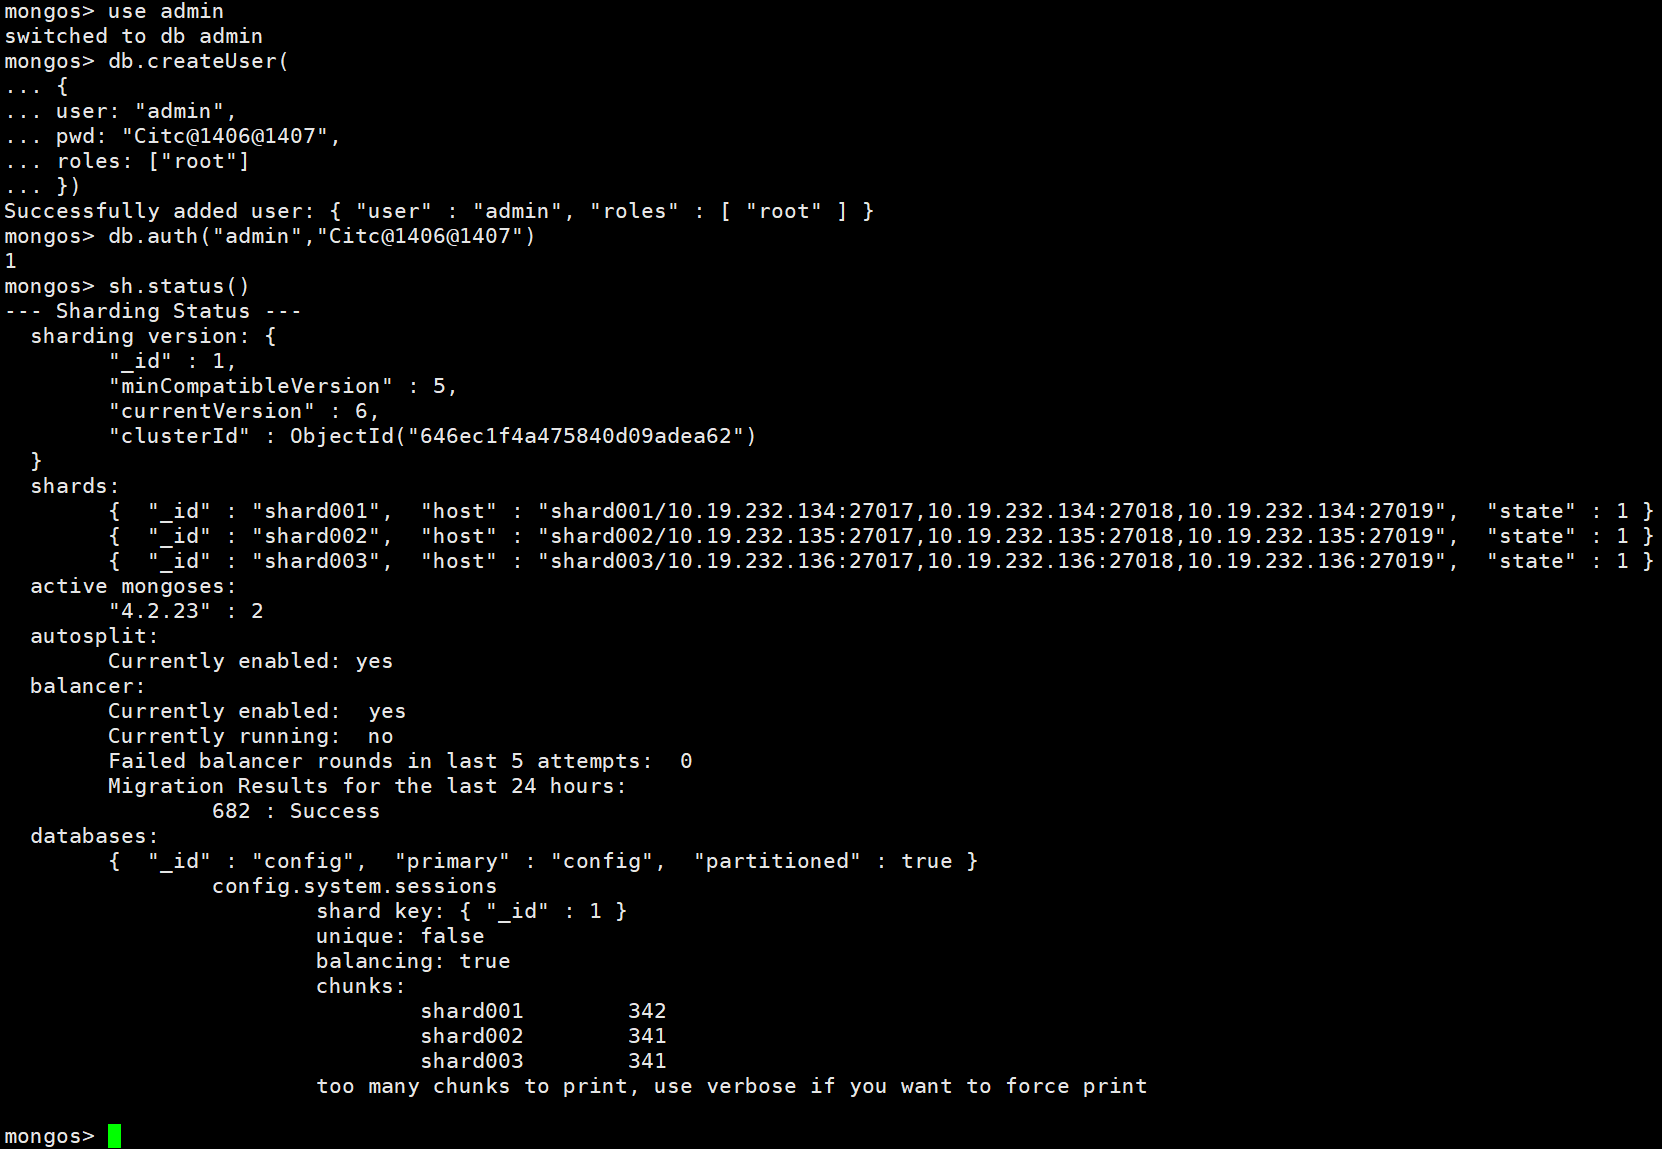 mongos> use admin
switched to db admin
mongos> db.createUser(
... {
... user: "admin",
... pwd: "Citc@1406@1407",
... roles: ["root"]
... })
Successfully added user: { "user" : "admin", "roles" : [ "root" ] }
mongos> db.auth("admin","Citc@1406@1407")
1
mongos> sh.status()
--- Sharding Status ---
  sharding version: {
        "_id" : 1,
        "minCompatibleVersion" : 5,
        "currentVersion" : 6,
        "clusterId" : ObjectId("646ec1f4a475840d09adea62")
  }
  shards:
        {  "_id" : "shard001",  "host" : "shard001/10.19.232.134:27017,10.19.232.134:27018,10.19.232.134:27019",  "state" : 1 }
        {  "_id" : "shard002",  "host" : "shard002/10.19.232.135:27017,10.19.232.135:27018,10.19.232.135:27019",  "state" : 1 }
        {  "_id" : "shard003",  "host" : "shard003/10.19.232.136:27017,10.19.232.136:27018,10.19.232.136:27019",  "state" : 1 }
  active mongoses:
        "4.2.23" : 2
  autosplit:
        Currently enabled: yes
  balancer:
        Currently enabled:  yes
        Currently running:  no
        Failed balancer rounds in last 5 attempts:  0
        Migration Results for the last 24 hours:
                682 : Success
  databases:
        {  "_id" : "config",  "primary" : "config",  "partitioned" : true }
                config.system.sessions
                        shard key: { "_id" : 1 }
                        unique: false
                        balancing: true
                        chunks:
                                shard001        342
                                shard002        341
                                shard003        341
                        too many chunks to print, use verbose if you want to force print
mongos>